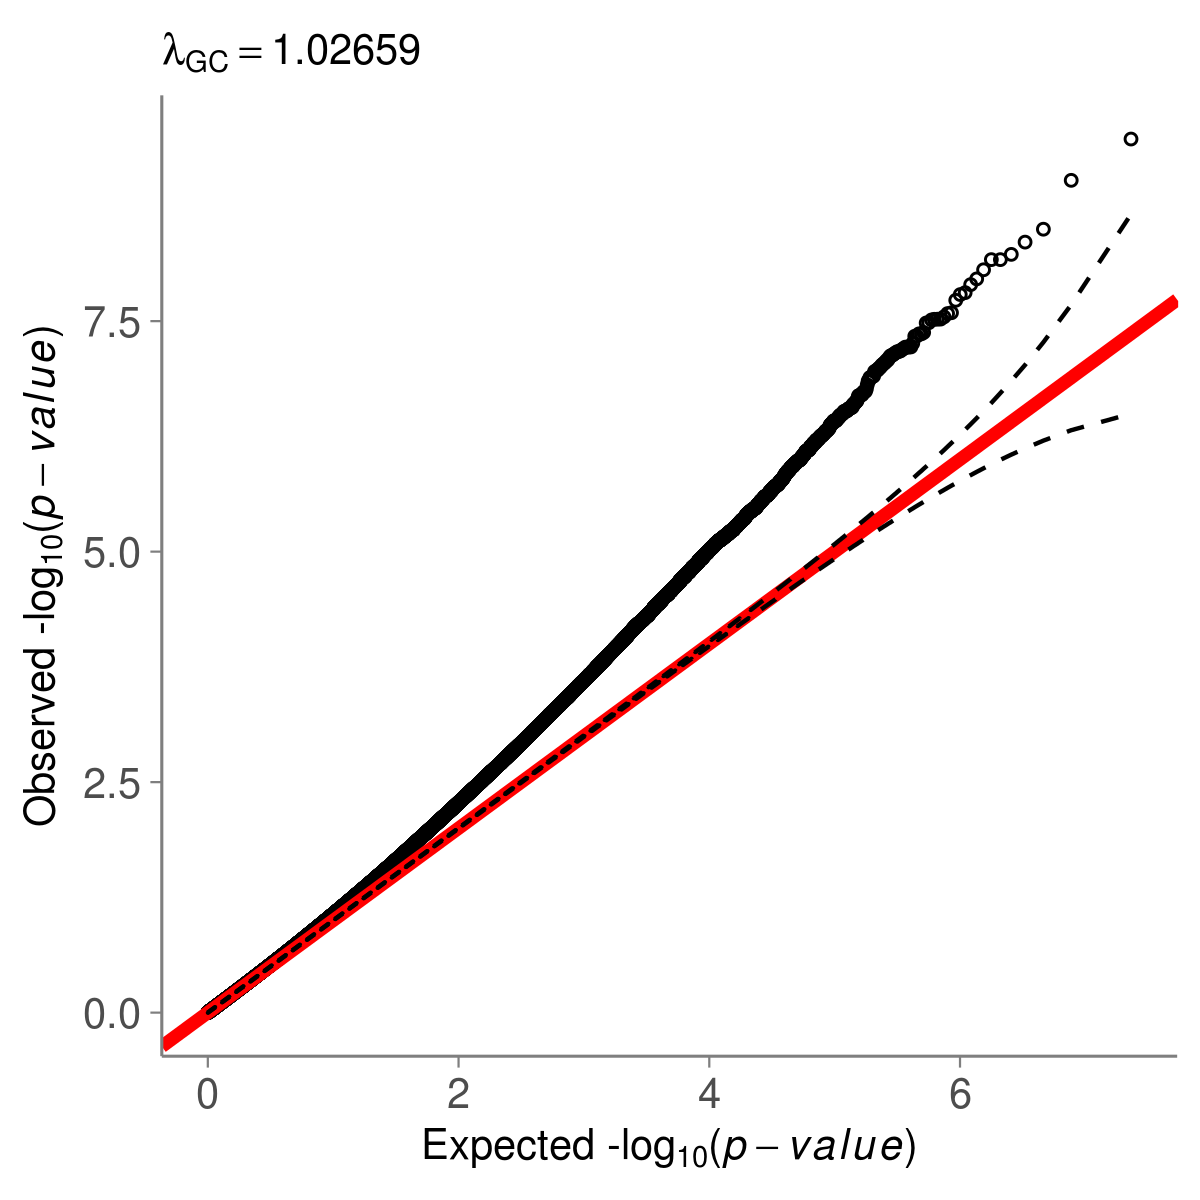 λGC = 1.02659
Observed -log10(p − value)
7.5
5.0
2.5
0.0
0 2 4 6
Expected -log10(p − value)